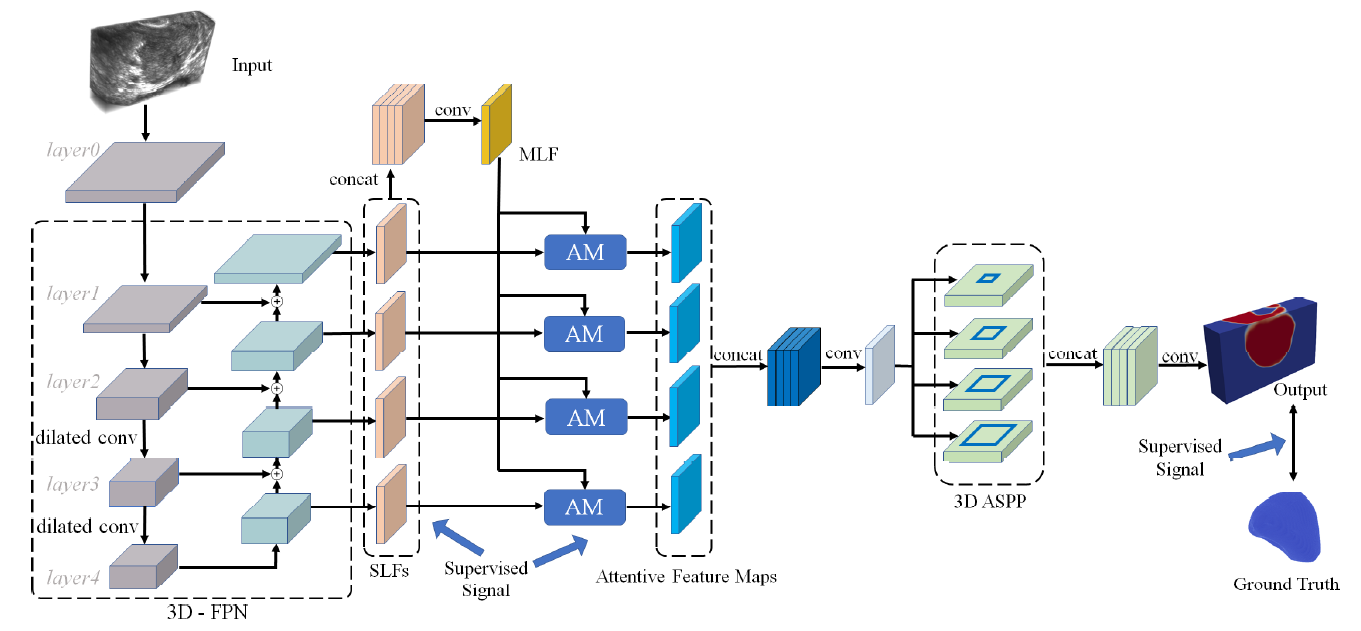 Input
layer0
conv
MLF
concat
AM
layer1
AM
layer2
concat
conv
concat
conv
Output
dilated conv
AM
Supervised
Signal
layer3
dilated conv
AM
3D ASPP
layer4
SLFs
Supervised
Signal
Attentive Feature Maps
Ground Truth
3D - FPN